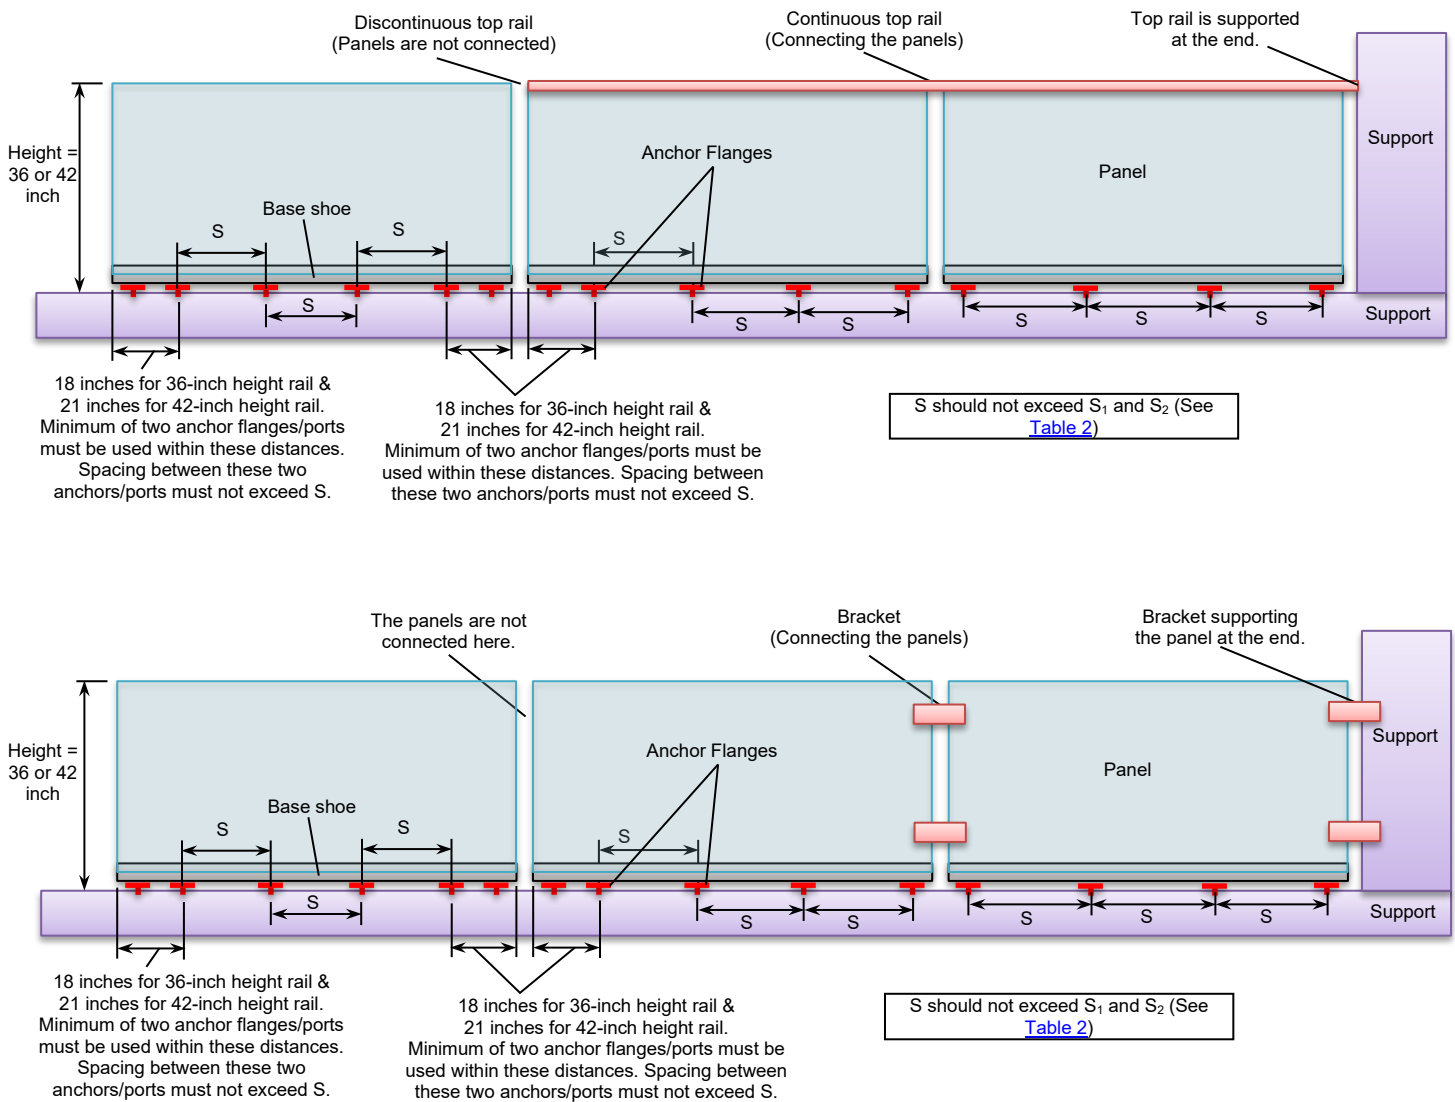 Discontinuous top rail
(Panels are not connected)
Continuous top rail
(Connecting the panels)
Top rail is supported
at the end.
Height =
36 or 42
inch
Support
Anchor Flanges
Panel
Base shoe
S
S
S
S
S
S
S
S
S
Support
18 inches for 36-inch height rail &
21 inches for 42-inch height rail.
Minimum of two anchor flanges/ports
must be used within these distances.
Spacing between these two
anchors/ports must not exceed S.
18 inches for 36-inch height rail &
21 inches for 42-inch height rail.
Minimum of two anchor flanges/ports must be
used within these distances. Spacing between
these two anchors/ports must not exceed S.
S should not exceed S₁ and S₂ (See
Table 2)
The panels are not
connected here.
Bracket
(Connecting the panels)
Bracket supporting
the panel at the end.
Height =
36 or 42
inch
Support
Anchor Flanges
Panel
Base shoe
S
S
S
S
S
S
S
S
S
Support
18 inches for 36-inch height rail &
21 inches for 42-inch height rail.
Minimum of two anchor flanges/ports
must be used within these distances.
Spacing between these two
anchors/ports must not exceed S.
18 inches for 36-inch height rail &
21 inches for 42-inch height rail.
Minimum of two anchor flanges/ports must be
used within these distances. Spacing between
these two anchors/ports must not exceed S.
S should not exceed S₁ and S₂ (See
Table 2)